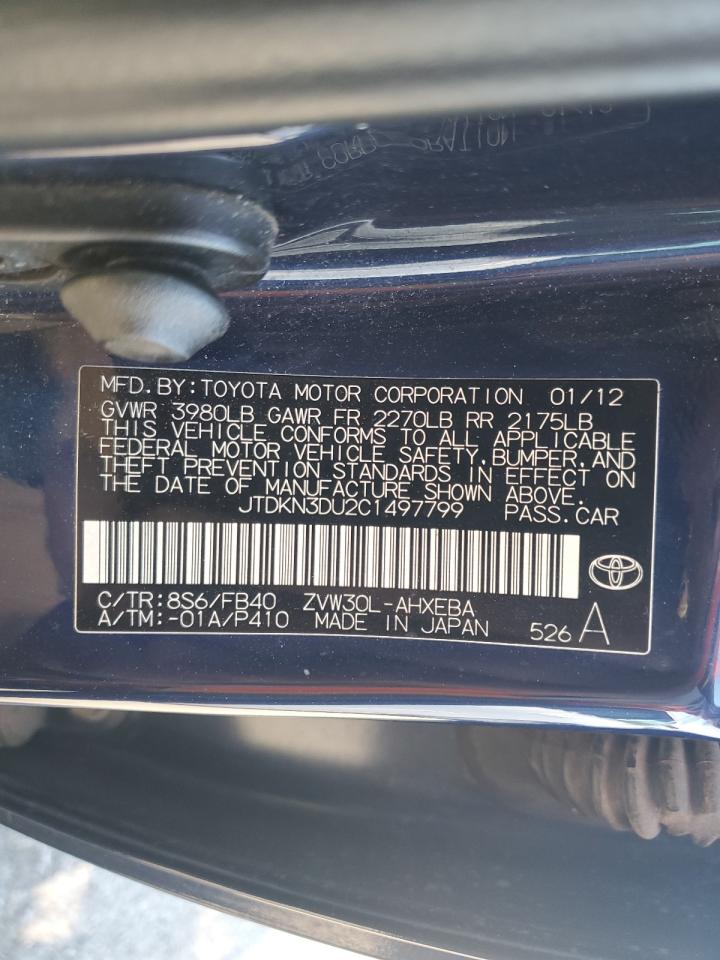 MFD. BY: TOYOTA MOTOR CORPORATION 01/12
GVWR 3980LB GAWR FR 2270LB RR 2175LB
THIS VEHICLE CONFORMS TO ALL APPLICABLE
FEDERAL MOTOR VEHICLE SAFETY, BUMPER, AND
THEFT PREVENTION STANDARDS IN EFFECT ON
THE DATE OF MANUFACTURE SHOWN ABOVE.
JTDKN3DU2C1497799 PASS. CAR
C/TR: 8S6/FB40 ZVW30L-AHXEBA
A/TM: -01A/P410 MADE IN JAPAN 526 A